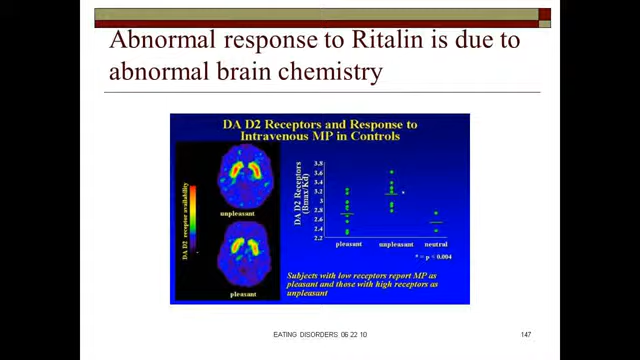 Abnormal response to Ritalin is due to
abnormal brain chemistry
DA D2 Receptors and Response to
Intravenous MP in Controls
DA D2 receptor availability
unpleasant
pleasant
DA D2 Receptors
(Bmax/Kd)
3.8
3.6
3.4
3.2
3
2.8
2.6
2.4
2.2
pleasant
unpleasant
neutral
* = p < 0.004
Subjects with low receptors report MP as
pleasant and those with high receptors as
unpleasant
EATING DISORDERS 06 22 10
147